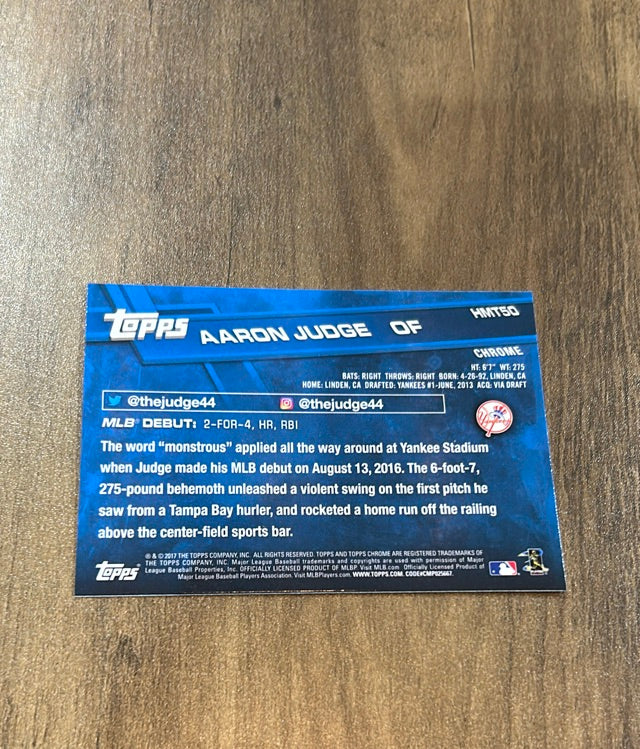 HMT50
TOPPS AARON JUDGE OF
CHROME
HT: 6'7" WT: 275
BATS: RIGHT THROWS: RIGHT BORN: 4-26-92, LINDEN, CA
HOME: LINDEN, CA DRAFTED: YANKEES #1-JUNE, 2013 ACQ: VIA DRAFT
@thejudge44 @thejudge44
Yankees
MLB® DEBUT: 2-FOR-4, HR, RBI
The word "monstrous" applied all the way around at Yankee Stadium
when Judge made his MLB debut on August 13, 2016. The 6-foot-7,
275-pound behemoth unleashed a violent swing on the first pitch he
saw from a Tampa Bay hurler, and rocketed a home run off the railing
above the center-field sports bar.
® & © 2017 THE TOPPS COMPANY, INC. ALL RIGHTS RESERVED. TOPPS AND TOPPS CHROME ARE REGISTERED TRADEMARKS OF
THE TOPPS COMPANY, INC. Major League Baseball trademarks and copyrights are used with permission of Major
League Baseball Properties, Inc. OFFICIALLY LICENSED PRODUCT OF MLBP. Visit MLB.com. Officially Licensed Product of
Major League Baseball Players Association. Visit MLBPlayers.com. WWW.TOPPS.COM. CODE#CMP025667.
TOPPS